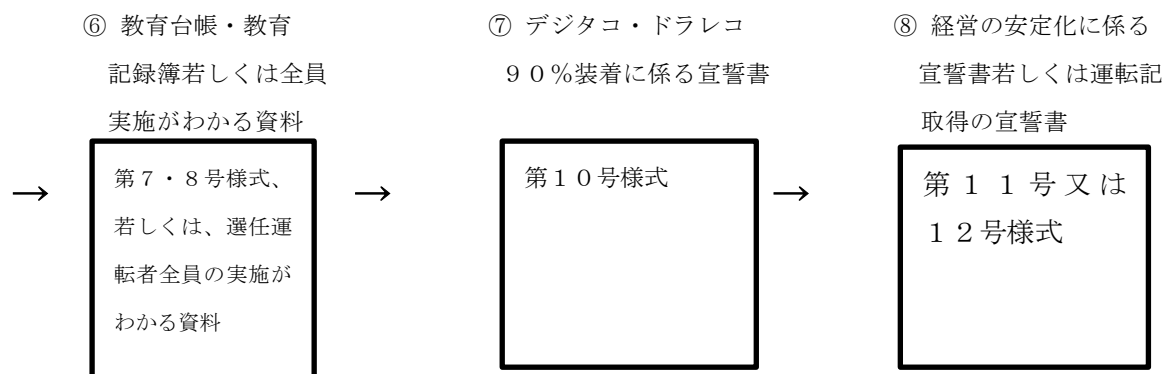 ⑥ 教育台帳・教育
記録簿若しくは全員
実施がわかる資料
→
第７・８号様式、
若しくは、選任運
転者全員の実施が
わかる資料
→
⑦ デジタコ・ドラレコ
９０％装着に係る宣誓書
第１０号様式
→
⑧ 経営の安定化に係る
宣誓書若しくは運転記
取得の宣誓書
第１１号又は
１２号様式